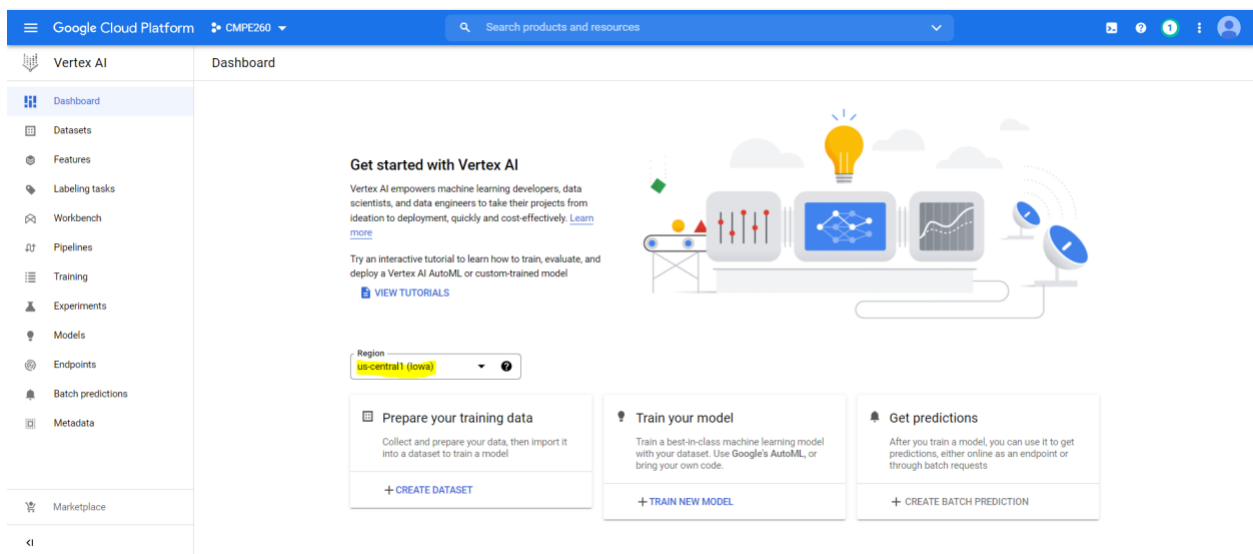 Google Cloud Platform
CMPE260
Search products and resources
1
Vertex AI
Dashboard
Dashboard
Datasets
Features
Labeling tasks
Workbench
Pipelines
Training
Experiments
Models
Endpoints
Batch predictions
Metadata
Marketplace
Get started with Vertex AI
Vertex AI empowers machine learning developers, data
scientists, and data engineers to take their projects from
ideation to deployment, quickly and cost-effectively. Learn
more
Try an interactive tutorial to learn how to train, evaluate, and
deploy a Vertex AI AutoML or custom-trained model
VIEW TUTORIALS
Region
us-central1 (Iowa)
Prepare your training data
Collect and prepare your data, then import it
into a dataset to train a model
+ CREATE DATASET
Train your model
Train a best-in-class machine learning model
with your dataset. Use Google's AutoML, or
bring your own code.
+ TRAIN NEW MODEL
Get predictions
After you train a model, you can use it to get
predictions, either online as an endpoint or
through batch requests
+ CREATE BATCH PREDICTION